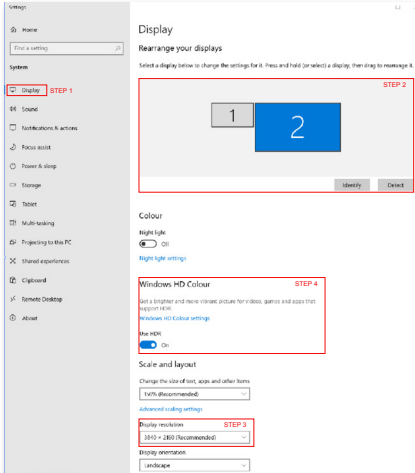 Settings
Home
Find a setting
System
Display STEP 1
Sound
Notifications & actions
Focus assist
Power & sleep
Storage
Tablet
Multi-tasking
Projecting to this PC
Shared experiences
Clipboard
Remote Desktop
About
Display
Rearrange your displays
Select a display below to change the settings for it. Press and hold (or select) a display, then drag to rearrange it.
STEP 2
1
2
Identify Detect
Colour
Night light
Off
Night light settings
Windows HD Colour STEP 4
Get a brighter and more vibrant picture for videos, games and apps that
support HDR
Windows HD Colour settings
Use HDR
On
Scale and layout
Change the size of text, apps and other items
(Recommended)
Advanced scaling settings
Display resolution STEP 3
3840 × 2160 (Recommended)
Display orientation
Landscape